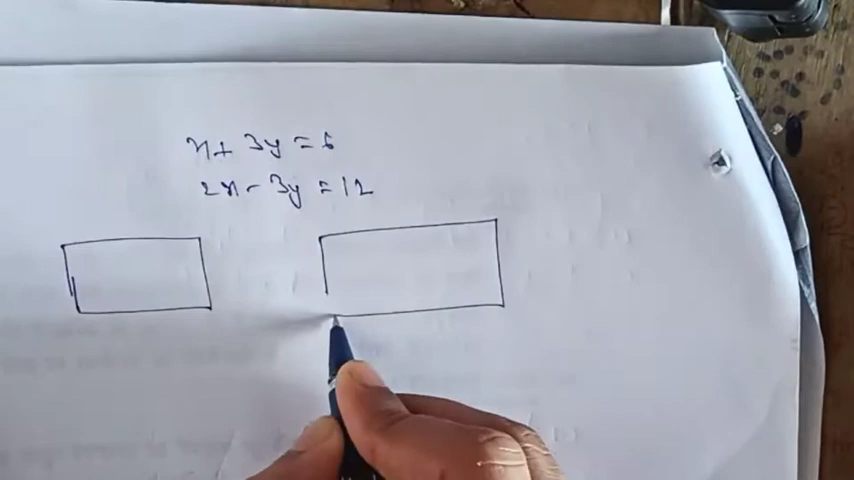 x + 3y = 6
2x - 3y = 12